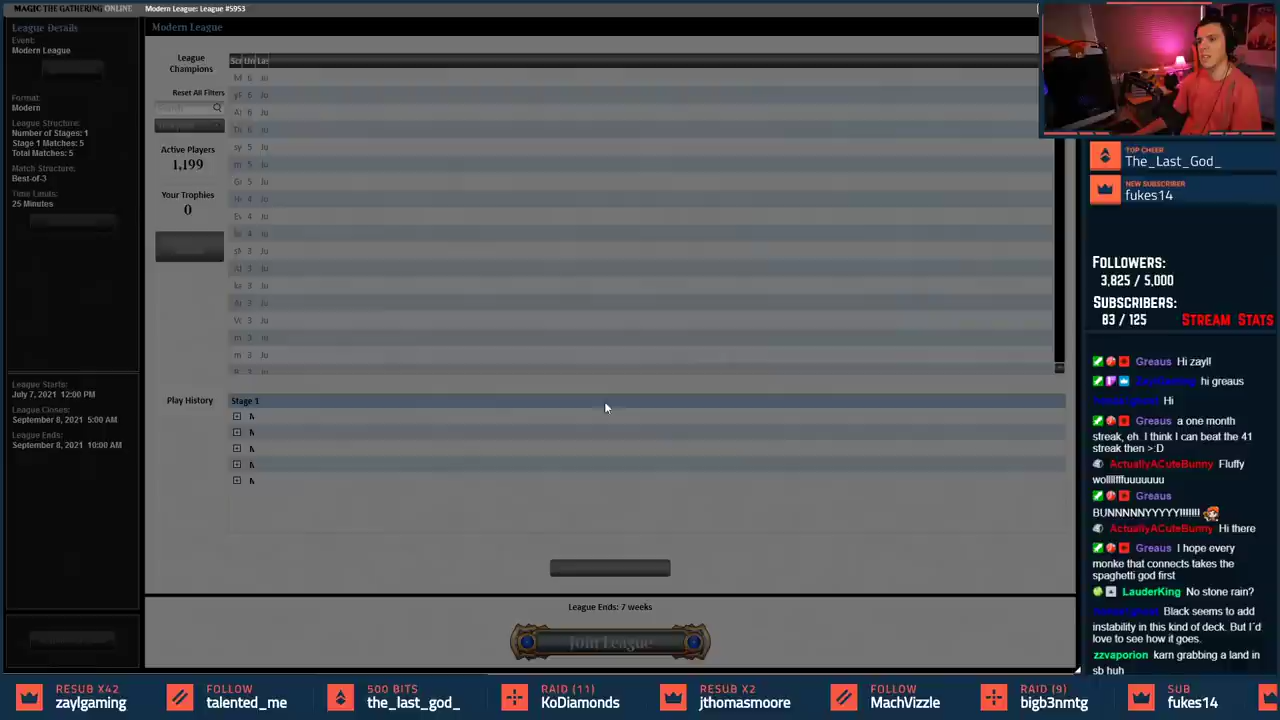 MAGIC THE GATHERING ONLINE
Modern League: League #5953
League Details
Event:
Modern League
Format:
Modern
League Structure:
Number of Stages: 1
Stage 1 Matches: 5
Total Matches: 5
Match Structure:
Best-of-3
Time Limits:
25 Minutes
League Starts:
July 7, 2021 12:00 PM
League Closes:
September 8, 2021 5:00 AM
League Ends:
September 8, 2021 10:00 AM
Modern League
League
Champions
Reset All Filters
Search
Active Players
1,199
Your Trophies
0
Play History
Stage 1
League Ends: 7 weeks
Join League
TOP CHEER
The_Last_God_
NEW SUBSCRIBER
fukes14
FOLLOWERS:
3,825 / 5,000
SUBSCRIBERS:
83 / 125
STREAM STATS
Greaus Hi zayl!
hi greaus
Hi
Greaus a one month
streak, eh. I think I can beat the 41
streak then >:D
ActuallyACuteBunny Fluffy
Greaus
ActuallyACuteBunny Hi there
Greaus I hope every
monke that connects takes the
spaghetti god first
LauderKing No stone rain?
Black seems to add
instability in this kind of deck. But I'd
love to see how it goes.
zzvaporion karn grabbing a land in
sb huh
RESUB X42
zaylgaming
FOLLOW
talented_me
500 BITS
the_last_god_
RAID (11)
KoDiamonds
RESUB X2
jthomasmoore
FOLLOW
MachVizzle
RAID (9)
bigb3nmtg
SUB
fukes14